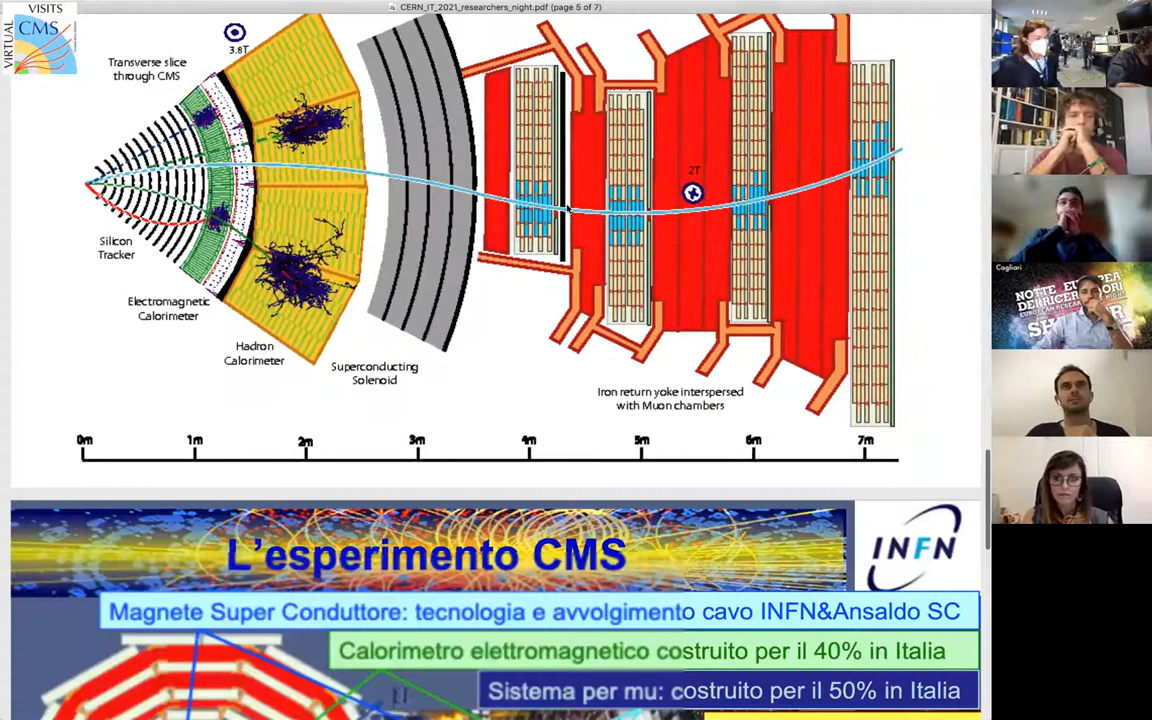 VISITS
VIRTUAL
CMS
CERN_IT_2021_researchers_night.pdf (page 5 of 7)
3.8T
Transverse slice
through CMS
2T
Silicon
Tracker
Electromagnetic
Calorimeter
Hadron
Calorimeter
Superconducting
Solenoid
Iron return yoke interspersed
with Muon chambers
0m 1m 2m 3m 4m 5m 6m 7m
L'esperimento CMS
INFN
Magnete Super Conduttore: tecnologia e avvolgimento cavo INFN&Ansaldo SC
Calorimetro elettromagnetico costruito per il 40% in Italia
Sistema per mu: costruito per il 50% in Italia
Cagliari
NOTTE EUROPEA